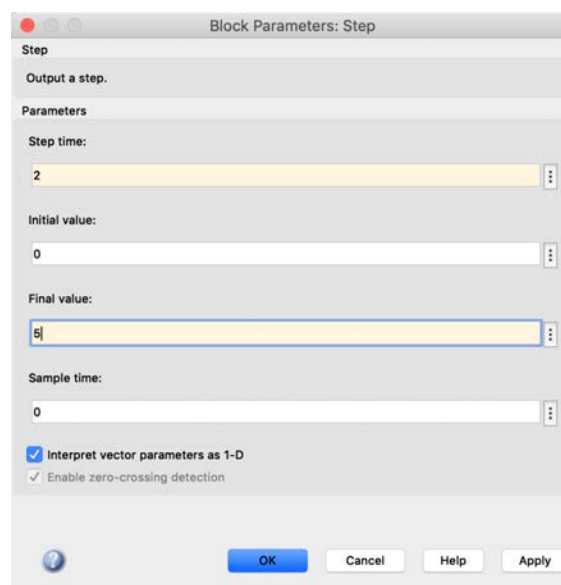 Block Parameters: Step
Step
Output a step.
Parameters
Step time:
2
Initial value:
0
Final value:
5
Sample time:
0
Interpret vector parameters as 1-D
Enable zero-crossing detection
?
OK Cancel Help Apply